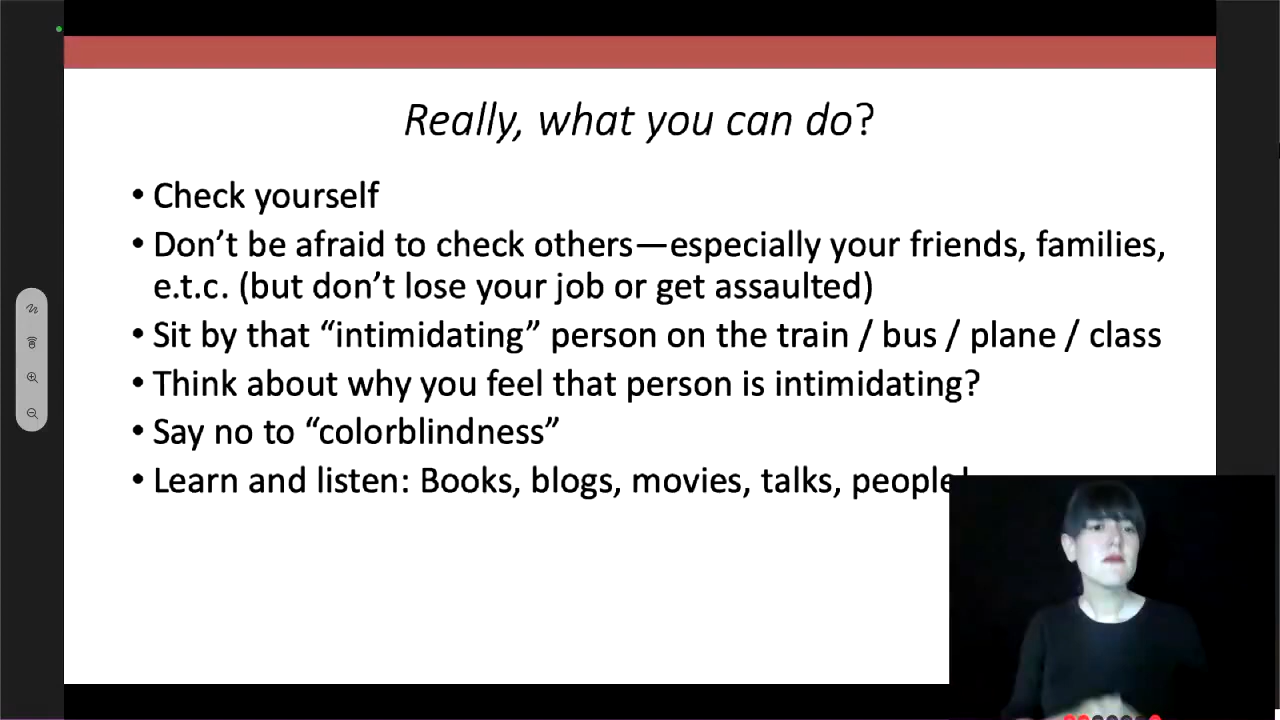 Really, what you can do?
• Check yourself
• Don’t be afraid to check others—especially your friends, families,
e.t.c. (but don’t lose your job or get assaulted)
• Sit by that “intimidating” person on the train / bus / plane / class
• Think about why you feel that person is intimidating?
• Say no to “colorblindness”
• Learn and listen: Books, blogs, movies, talks, people!